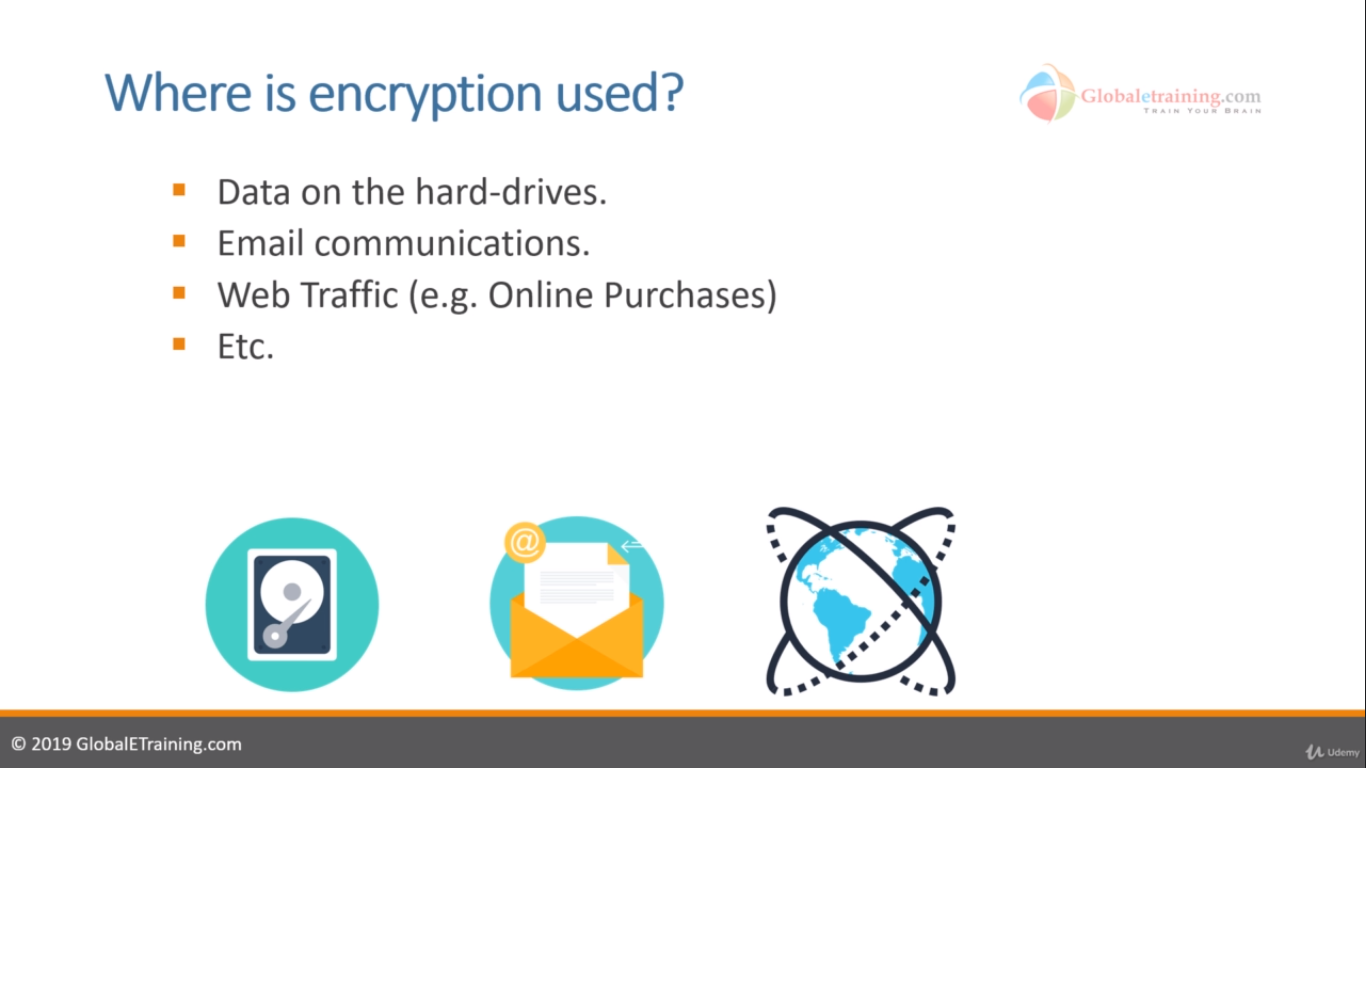 Where is encryption used?
Globaletraining.com
TRAIN YOUR BRAIN
Data on the hard-drives.
Email communications.
Web Traffic (e.g. Online Purchases)
Etc.
@
© 2019 GlobalETraining.com
Udemy